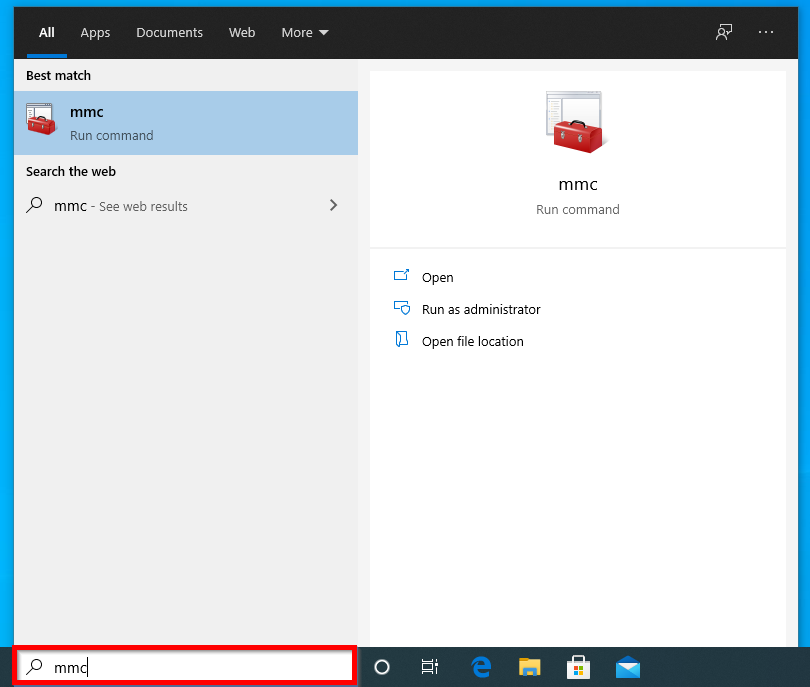 All Apps Documents Web More
Best match
mmc
Run command
Search the web
mmc - See web results
mmc
Run command
Open
Run as administrator
Open file location
mmc